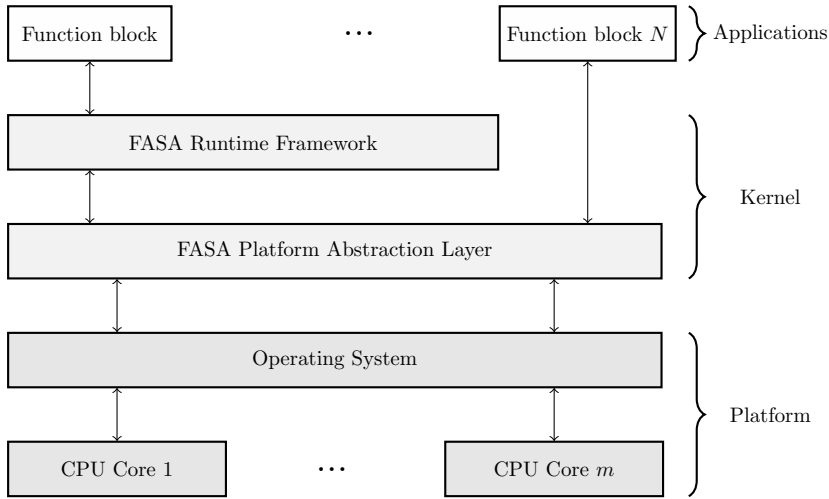 Function block
...
Function block N
Applications
FASA Runtime Framework
Kernel
FASA Platform Abstraction Layer
Operating System
Platform
CPU Core 1
...
CPU Core m